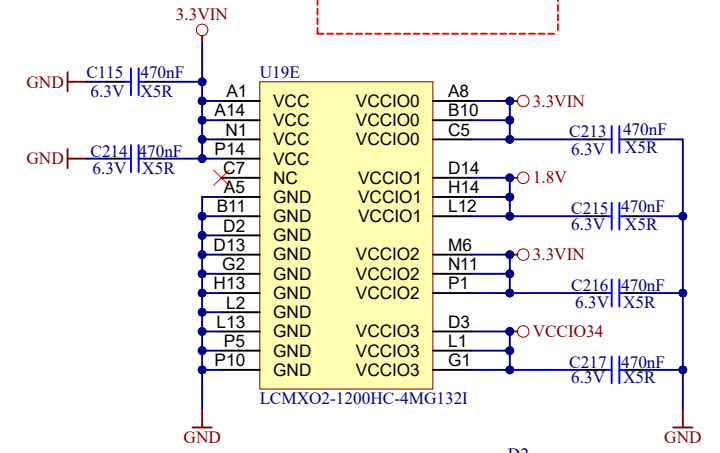 3.3VIN
GND C115 470nF
6.3V X5R
U19E
A1 VCC VCCIO0 A8 3.3VIN
A14 VCC VCCIO0 B10
N1 VCC VCCIO0 C5 C213 470nF
6.3V X5R
GND C214 470nF P14 VCC
6.3V X5R
C7 NC VCCIO1 D14 1.8V
A5 GND VCCIO1 H14
B11 GND VCCIO1 L12 C215 470nF
6.3V X5R
D2 GND
D13 GND VCCIO2 M6 3.3VIN
G2 GND VCCIO2 N11
H13 GND VCCIO2 P1 C216 470nF
6.3V X5R
L2 GND
L13 GND VCCIO3 D3 VCCIO34
P5 GND VCCIO3 L1
P10 GND VCCIO3 G1 C217 470nF
6.3V X5R
LCMXO2-1200HC-4MG132I
GND GND